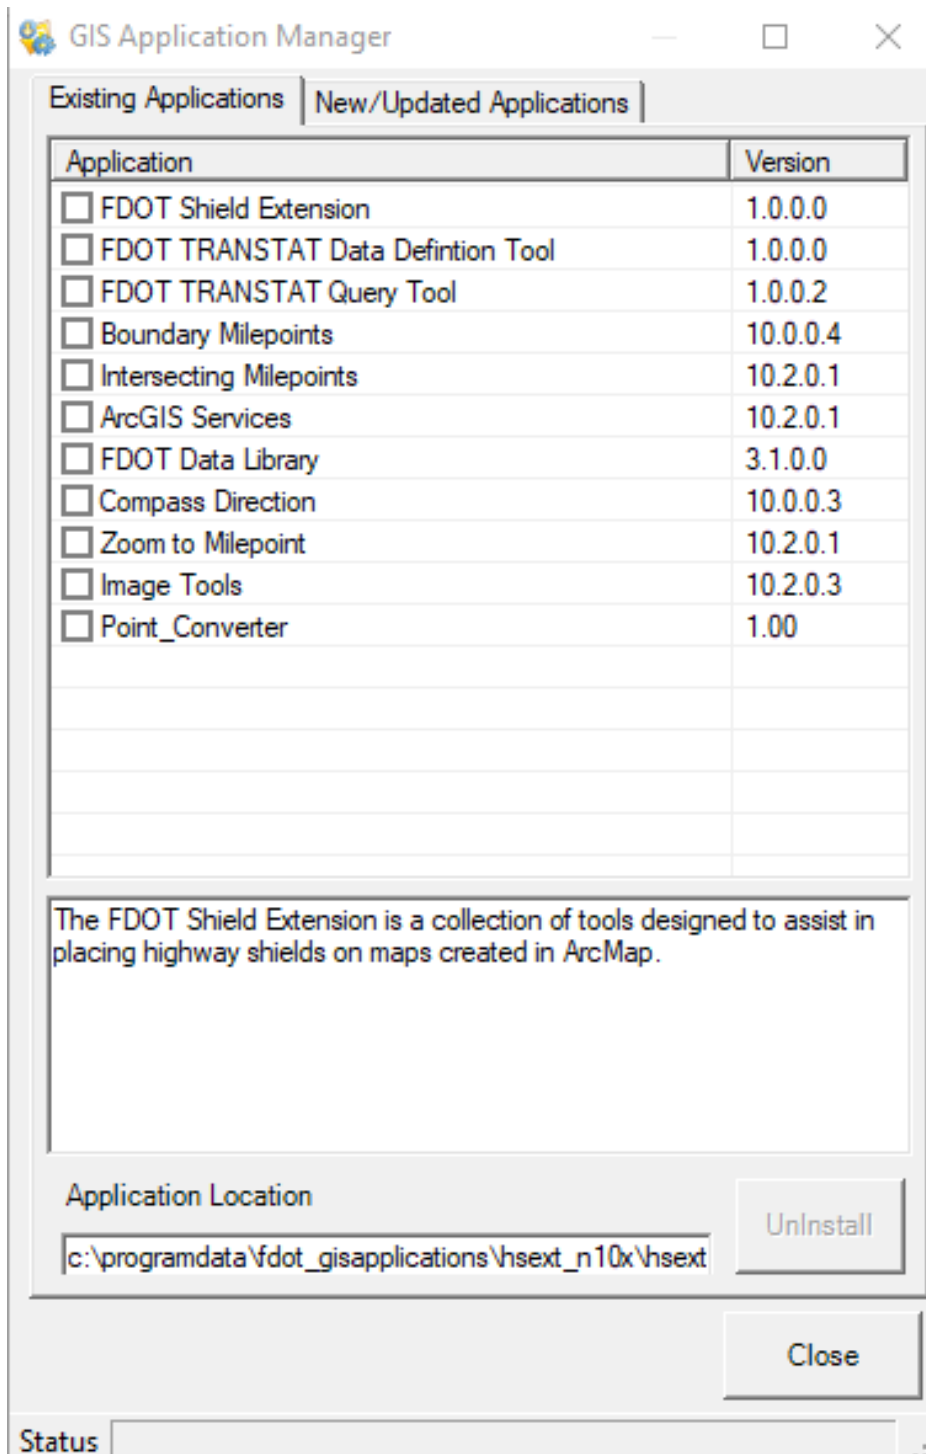 GIS Application Manager
Existing Applications New/Updated Applications
Application Version
FDOT Shield Extension 1.0.0.0
FDOT TRANSTAT Data Defintion Tool 1.0.0.0
FDOT TRANSTAT Query Tool 1.0.0.2
Boundary Milepoints 10.0.0.4
Intersecting Milepoints 10.2.0.1
ArcGIS Services 10.2.0.1
FDOT Data Library 3.1.0.0
Compass Direction 10.0.0.3
Zoom to Milepoint 10.2.0.1
Image Tools 10.2.0.3
Point_Converter 1.00
The FDOT Shield Extension is a collection of tools designed to assist in
placing highway shields on maps created in ArcMap.
Application Location
UnInstall
c:\programdata\fdot_gisapplications\hsext_n10x\hsext
Close
Status